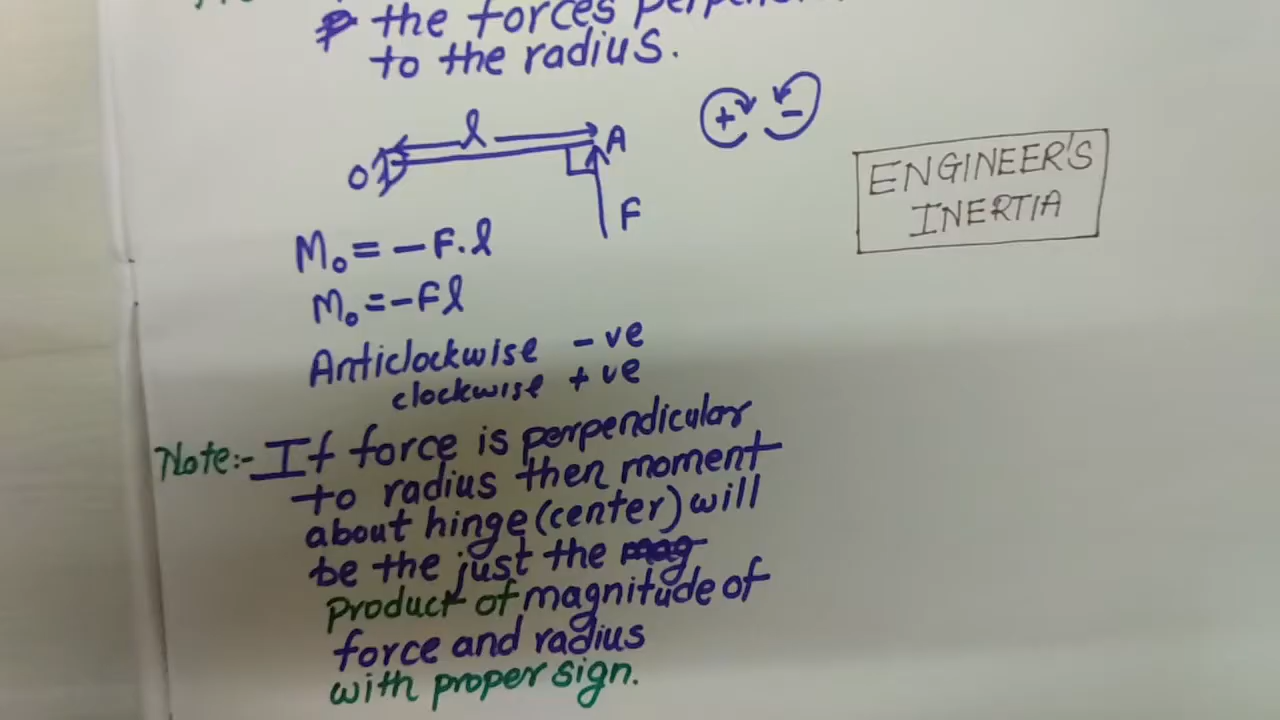 the forces
to the radius.
l
O
A
F
+ -
ENGINEER'S
INERTIA
Mo = - F.l
Mo = -Fl
Anticlockwise - ve
clockwise + ve
Note:- If force is perpendicular
to radius then moment
about hinge (center) will
be the just the
product of magnitude of
force and radius
with proper sign.